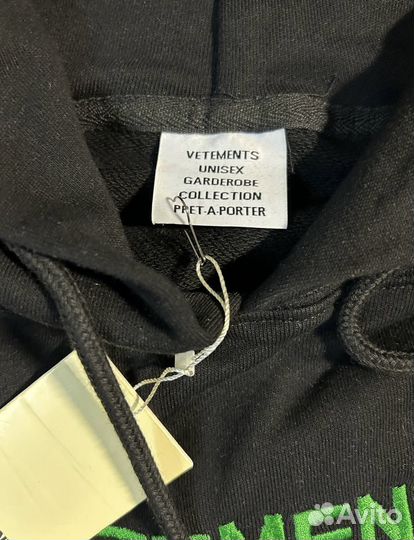 VETEMENTS
UNISEX
GARDEROBE
COLLECTION
PRET-A-PORTER
Avito